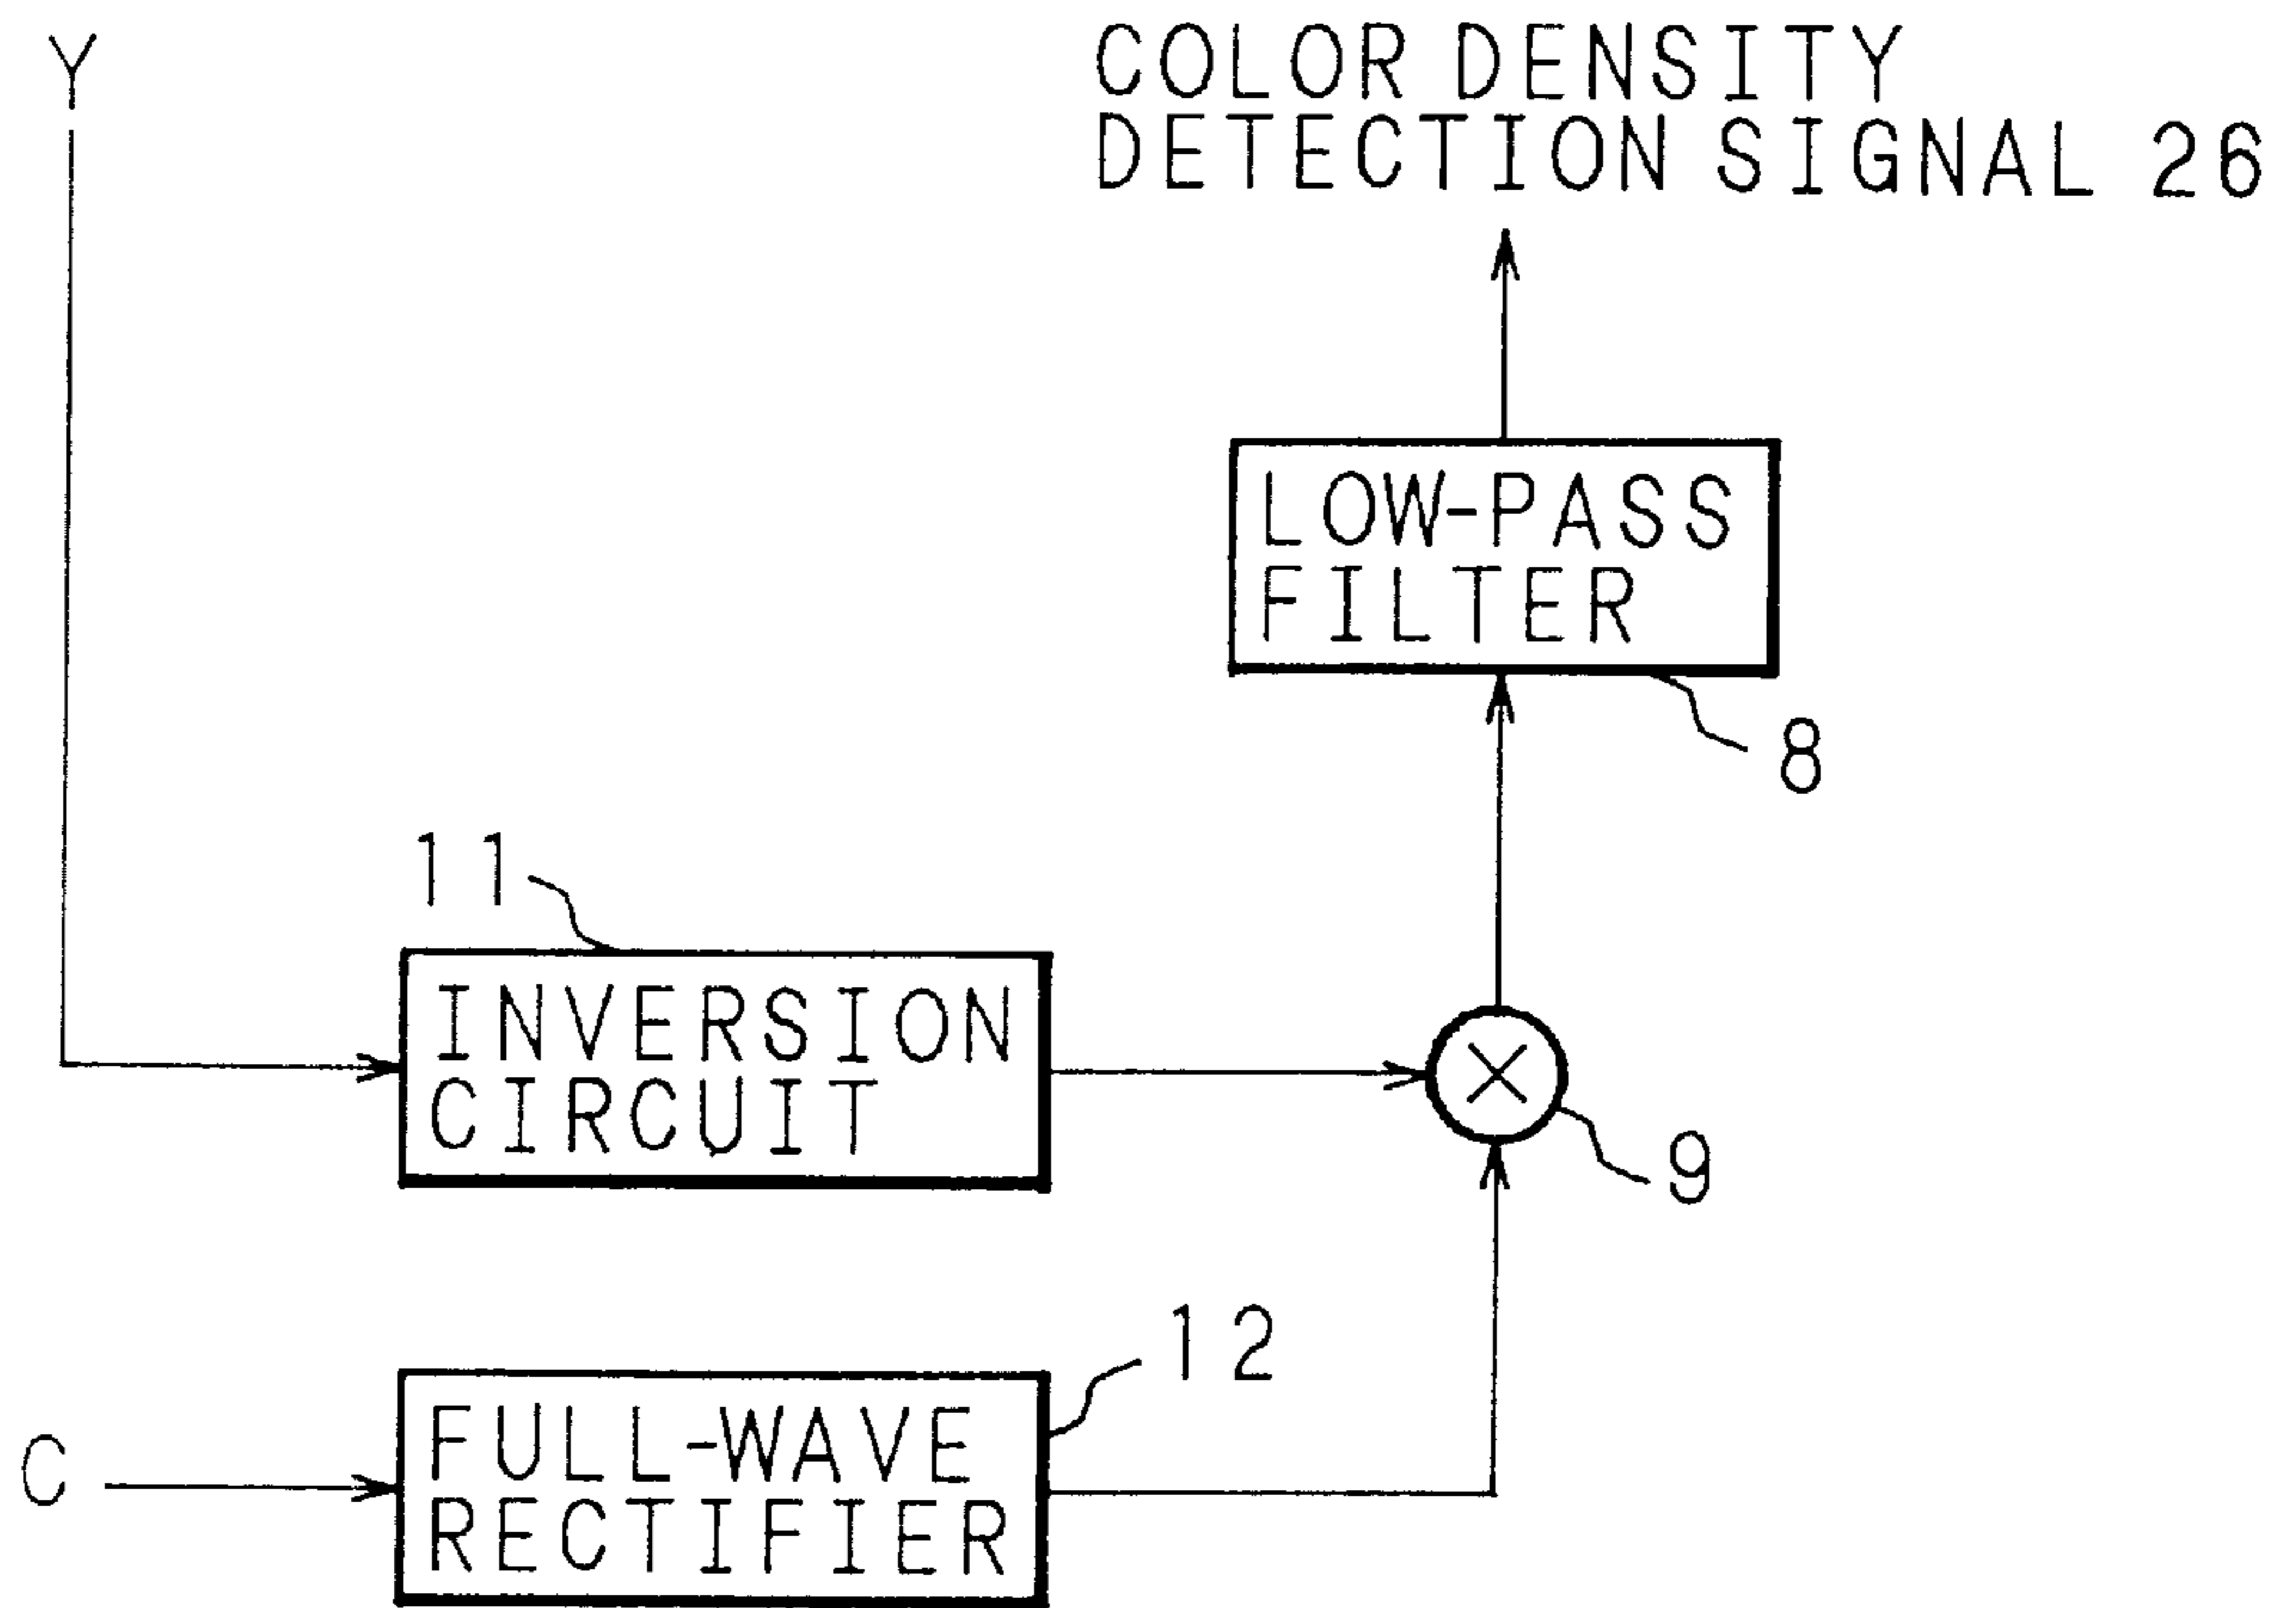 Y
COLOR DENSITY
DETECTION SIGNAL 26
LOW-PASS
FILTER
8
11
INVERSION
CIRCUIT
9
12
C
FULL-WAVE
RECTIFIER